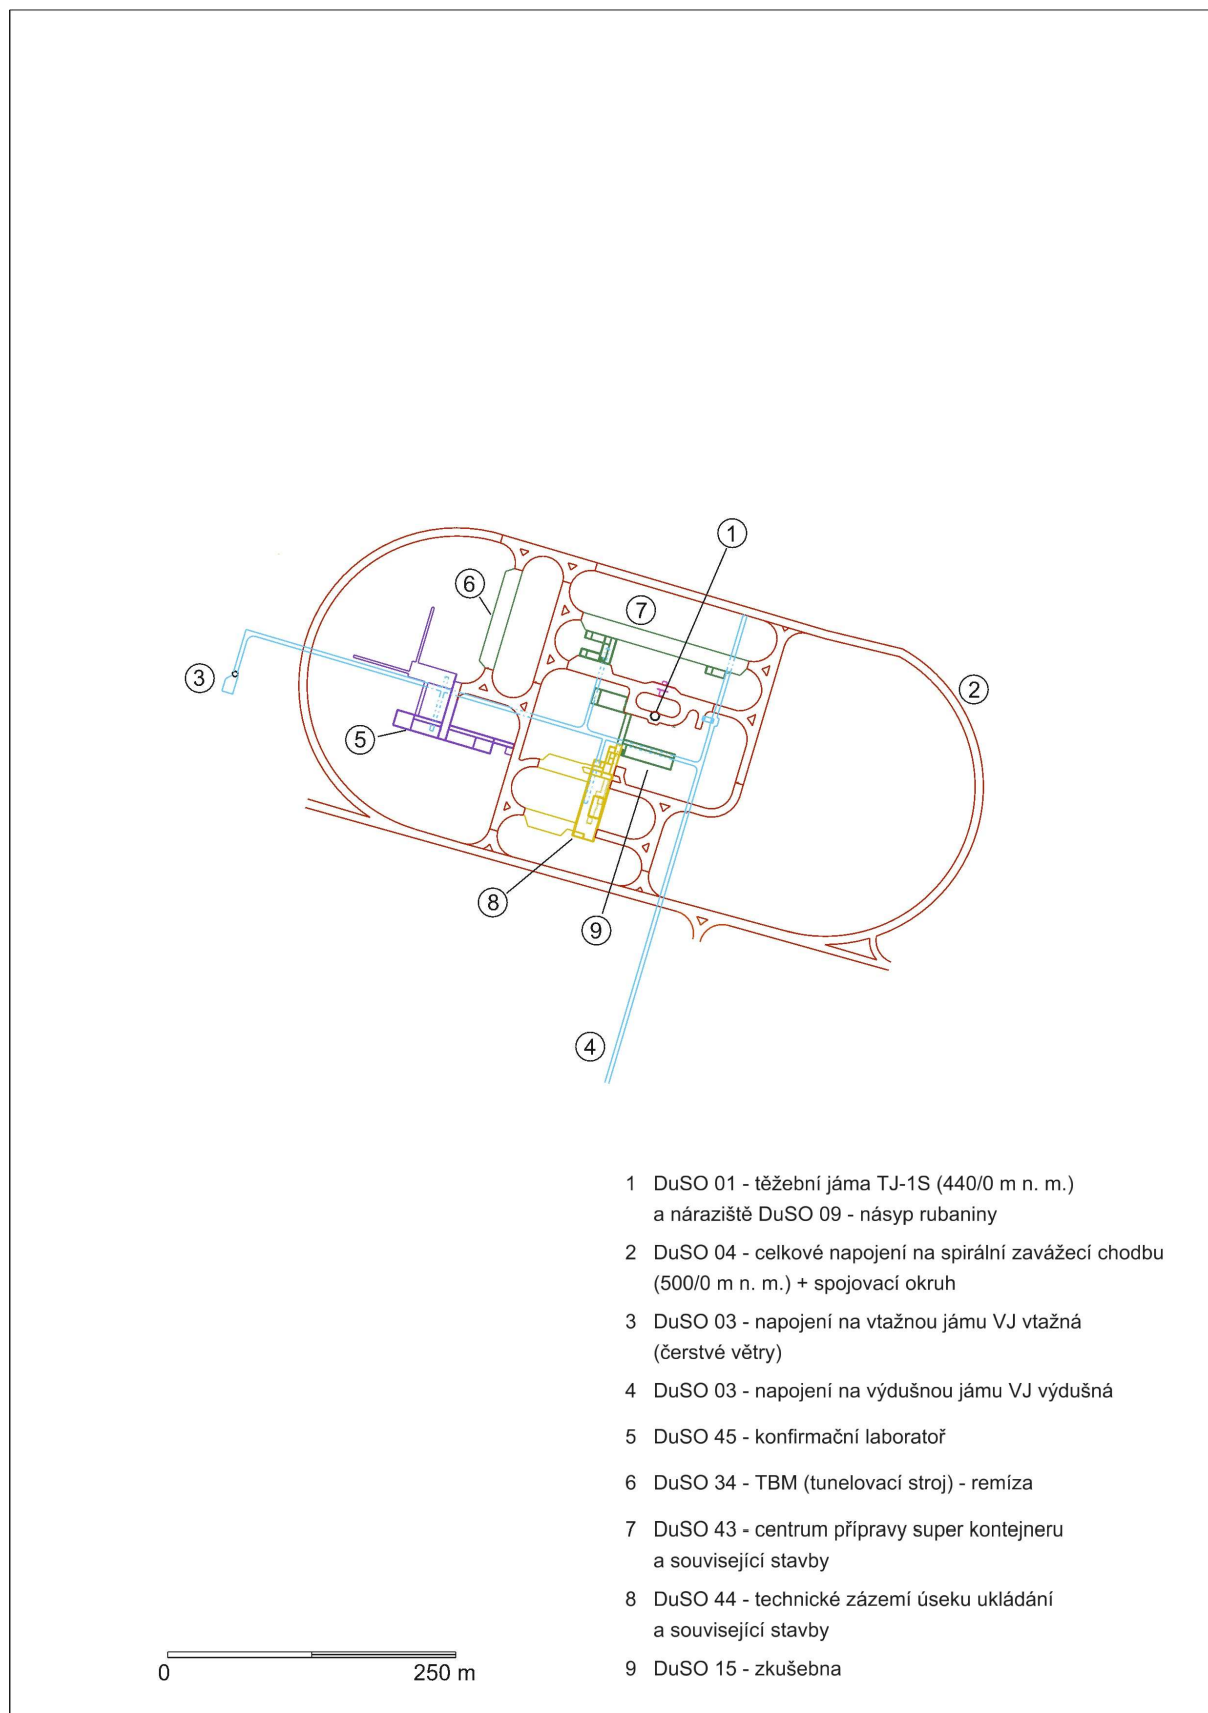 1
6
7
3
2
5
8
9
4
1 DuSO 01 - těžební jáma TJ-1S (440/0 m n. m.)
a náraziště DuSO 09 - násyp rubaniny
2 DuSO 04 - celkové napojení na spirální zavážecí chodbu
(500/0 m n. m.) + spojovací okruh
3 DuSO 03 - napojení na vtažnou jámu VJ vtažná
(čerstvé větry)
4 DuSO 03 - napojení na výdušnou jámu VJ výdušná
5 DuSO 45 - konfirmační laboratoř
6 DuSO 34 - TBM (tunelovací stroj) - remíza
7 DuSO 43 - centrum přípravy super kontejneru
a související stavby
8 DuSO 44 - technické zázemí úseku ukládání
a související stavby
9 DuSO 15 - zkušebna
0 250 m